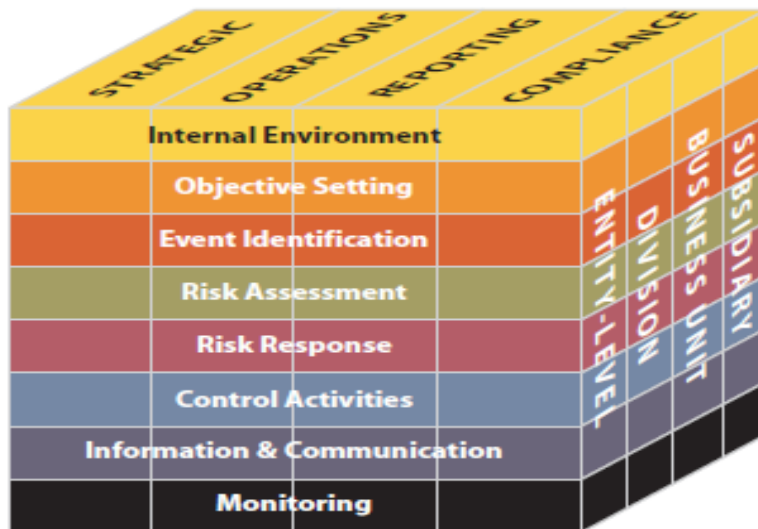 STRATEGIC
OPERATIONS
REPORTING
COMPLIANCE
Internal Environment
Objective Setting
Event Identification
Risk Assessment
Risk Response
Control Activities
Information & Communication
Monitoring
ENTITY-LEVEL
DIVISION
BUSINESS UNIT
SUBSIDIARY